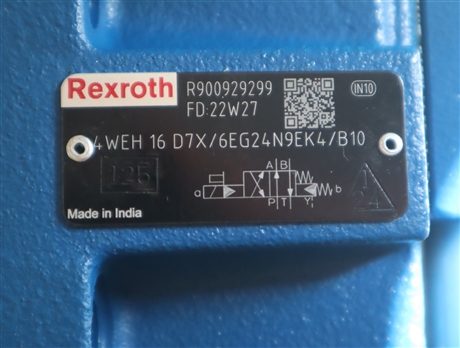 Rexroth
R900929299
FD:22W27
IN10
4WEH 16 D7X/6EG24N9EK4/B10
125
A B
a
b
P T Y
Made in India